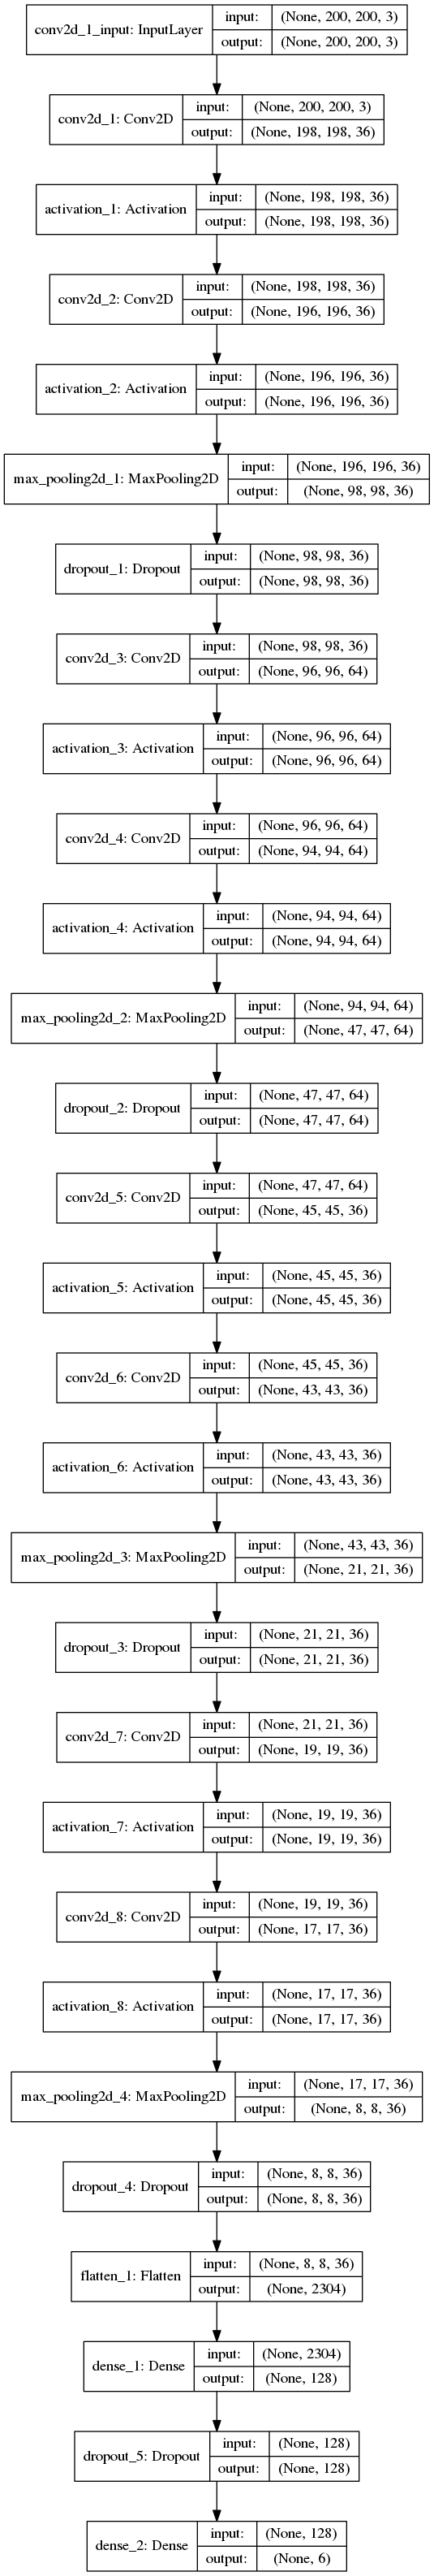 conv2d_1_input: InputLayer
input: (None, 200, 200, 3)
output: (None, 200, 200, 3)
conv2d_1: Conv2D
input: (None, 200, 200, 3)
output: (None, 198, 198, 36)
activation_1: Activation
input: (None, 198, 198, 36)
output: (None, 198, 198, 36)
conv2d_2: Conv2D
input: (None, 198, 198, 36)
output: (None, 196, 196, 36)
activation_2: Activation
input: (None, 196, 196, 36)
output: (None, 196, 196, 36)
max_pooling2d_1: MaxPooling2D
input: (None, 196, 196, 36)
output: (None, 98, 98, 36)
dropout_1: Dropout
input: (None, 98, 98, 36)
output: (None, 98, 98, 36)
conv2d_3: Conv2D
input: (None, 98, 98, 36)
output: (None, 96, 96, 64)
activation_3: Activation
input: (None, 96, 96, 64)
output: (None, 96, 96, 64)
conv2d_4: Conv2D
input: (None, 96, 96, 64)
output: (None, 94, 94, 64)
activation_4: Activation
input: (None, 94, 94, 64)
output: (None, 94, 94, 64)
max_pooling2d_2: MaxPooling2D
input: (None, 94, 94, 64)
output: (None, 47, 47, 64)
dropout_2: Dropout
input: (None, 47, 47, 64)
output: (None, 47, 47, 64)
conv2d_5: Conv2D
input: (None, 47, 47, 64)
output: (None, 45, 45, 36)
activation_5: Activation
input: (None, 45, 45, 36)
output: (None, 45, 45, 36)
conv2d_6: Conv2D
input: (None, 45, 45, 36)
output: (None, 43, 43, 36)
activation_6: Activation
input: (None, 43, 43, 36)
output: (None, 43, 43, 36)
max_pooling2d_3: MaxPooling2D
input: (None, 43, 43, 36)
output: (None, 21, 21, 36)
dropout_3: Dropout
input: (None, 21, 21, 36)
output: (None, 21, 21, 36)
conv2d_7: Conv2D
input: (None, 21, 21, 36)
output: (None, 19, 19, 36)
activation_7: Activation
input: (None, 19, 19, 36)
output: (None, 19, 19, 36)
conv2d_8: Conv2D
input: (None, 19, 19, 36)
output: (None, 17, 17, 36)
activation_8: Activation
input: (None, 17, 17, 36)
output: (None, 17, 17, 36)
max_pooling2d_4: MaxPooling2D
input: (None, 17, 17, 36)
output: (None, 8, 8, 36)
dropout_4: Dropout
input: (None, 8, 8, 36)
output: (None, 8, 8, 36)
flatten_1: Flatten
input: (None, 8, 8, 36)
output: (None, 2304)
dense_1: Dense
input: (None, 2304)
output: (None, 128)
dropout_5: Dropout
input: (None, 128)
output: (None, 128)
dense_2: Dense
input: (None, 128)
output: (None, 6)